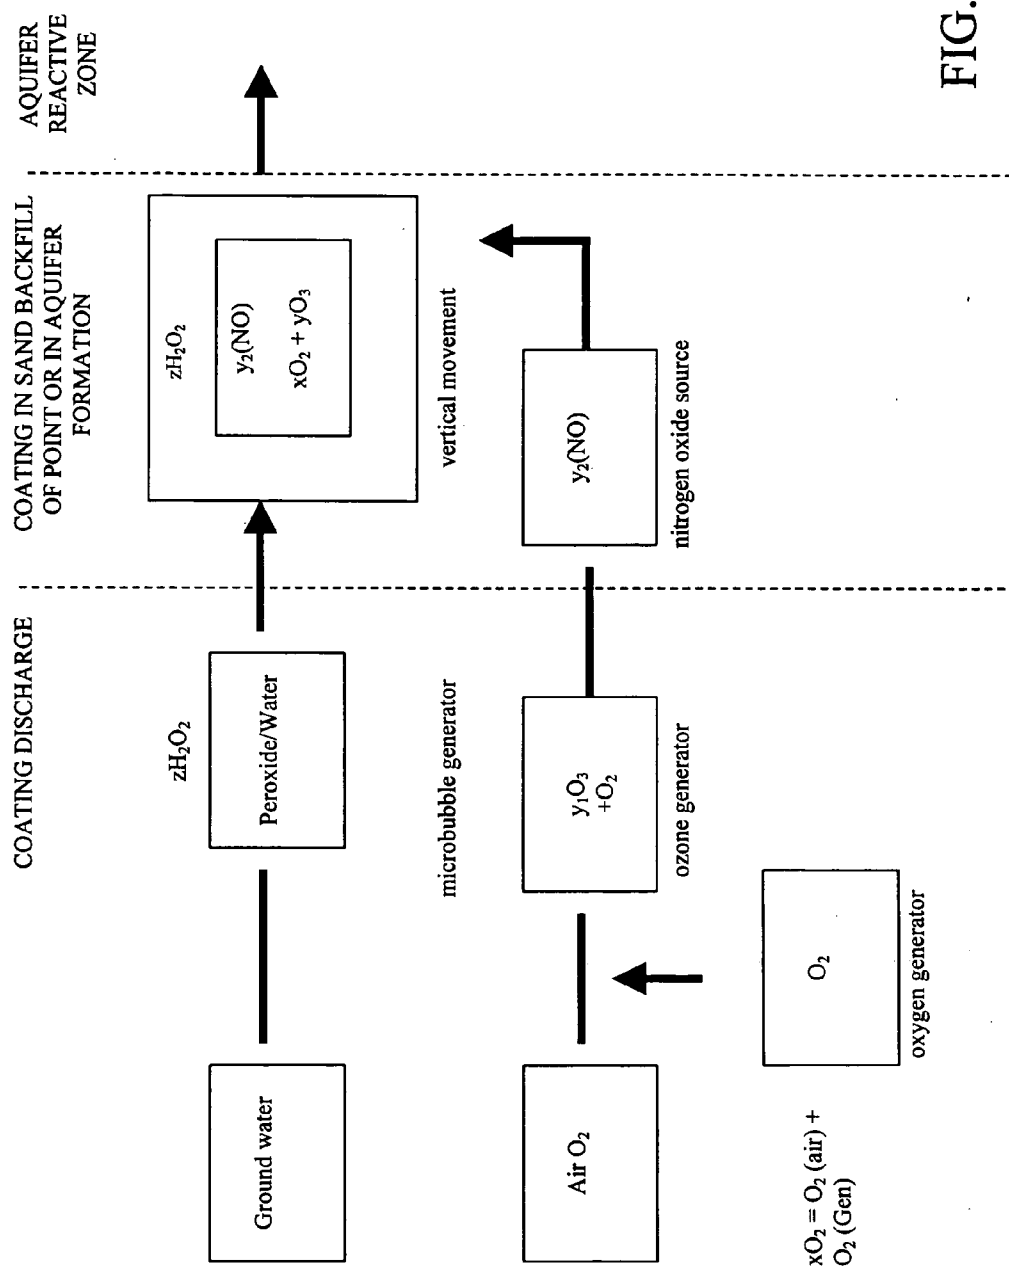 COATING DISCHARGE
COATING IN SAND BACKFILL
OF POINT OR IN AQUIFER
FORMATION
AQUIFER
REACTIVE
ZONE
Ground water
zH₂O₂
Peroxide/Water
zH₂O₂
y₂(NO)
xO₂ + yO₃
microbubble generator
vertical movement
Air O₂
y₁O₃
+O₂
ozone generator
y₂(NO)
nitrogen oxide source
O₂
oxygen generator
xO₂ = O₂ (air) +
O₂ (Gen)
FIG.